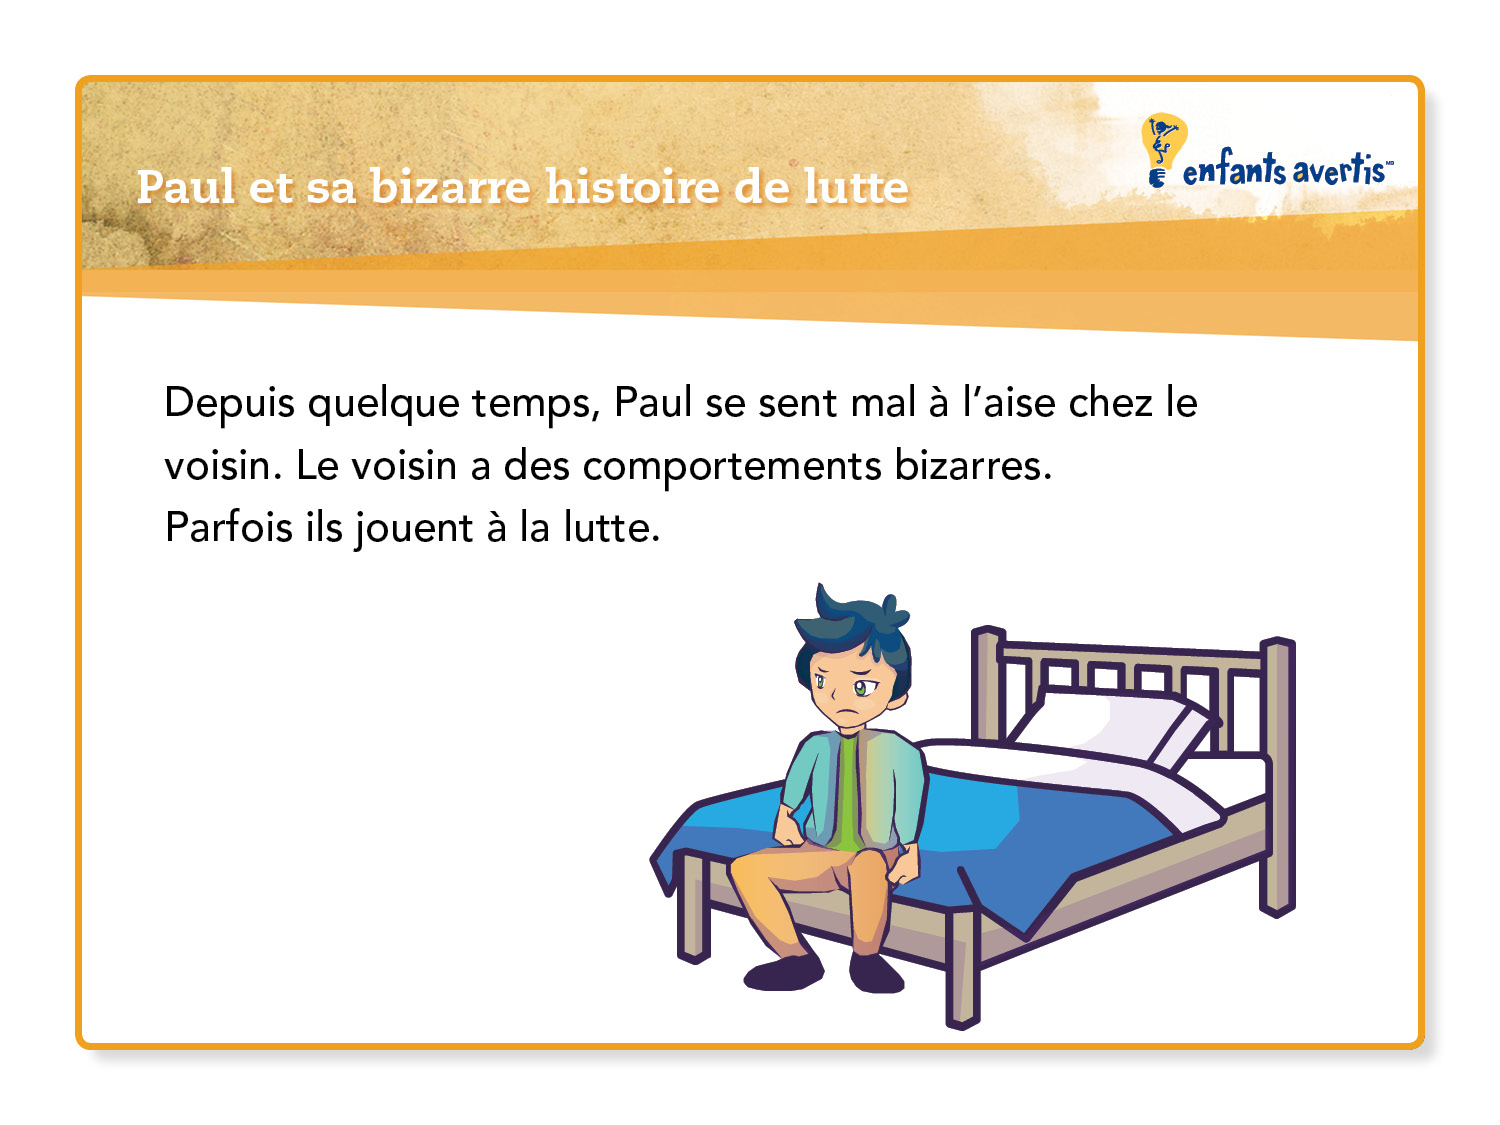 Paul et sa bizarre histoire de lutte
enfants avertis MD
Depuis quelque temps, Paul se sent mal à l’aise chez le
voisin. Le voisin a des comportements bizarres.
Parfois ils jouent à la lutte.